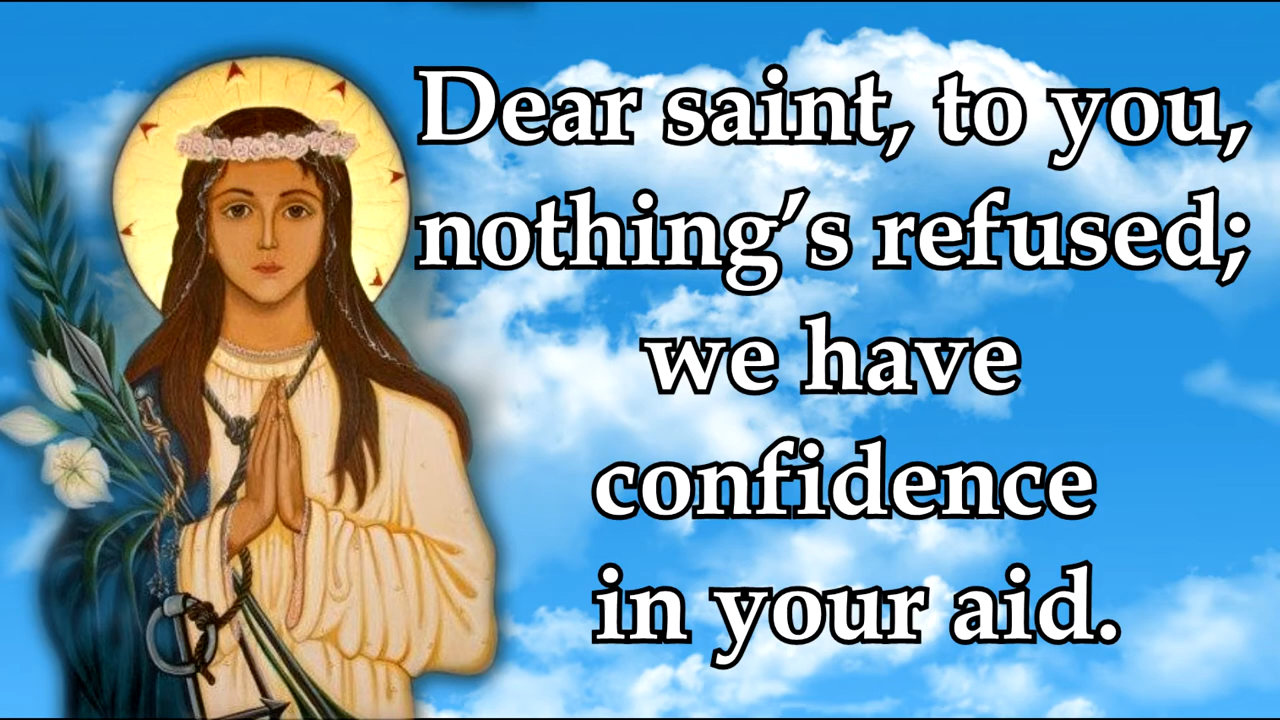 Dear saint, to you,
nothing’s refused;
we have
confidence
in your aid.